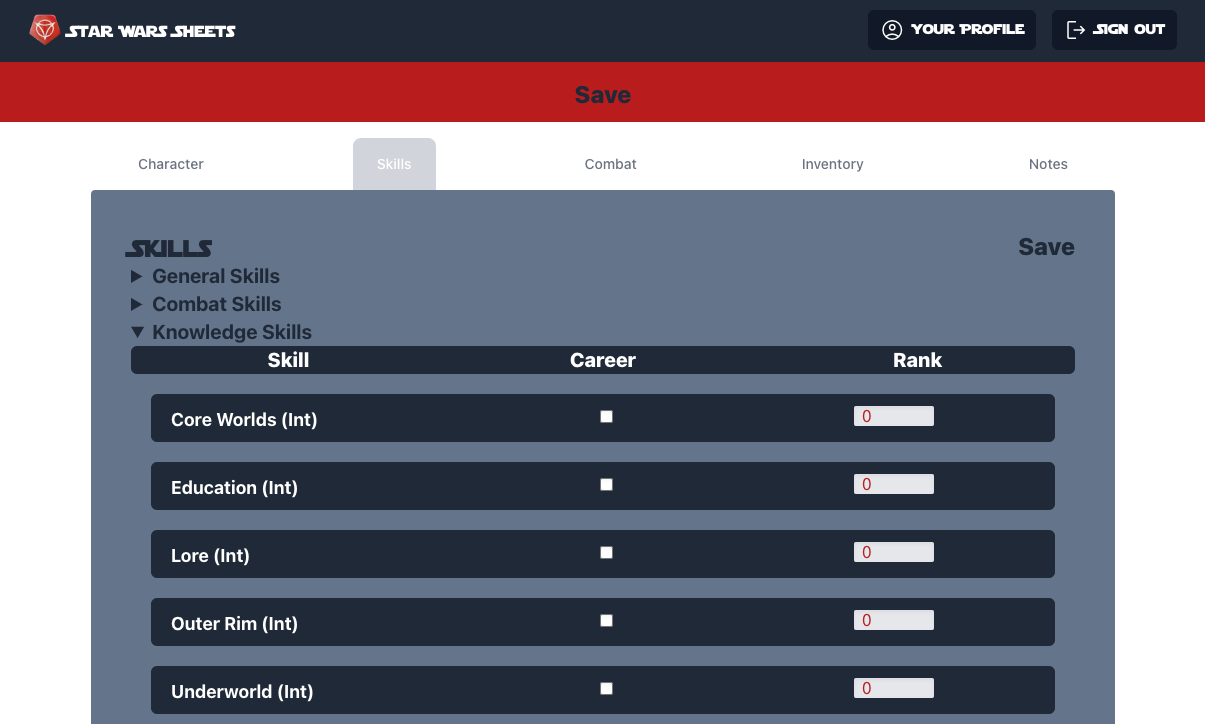 STAR WARS SHEETS
YOUR PROFILE
SIGN OUT
Save
Character
Skills
Combat
Inventory
Notes
SKILLS
Save
General Skills
Combat Skills
Knowledge Skills
Skill Career Rank
Core Worlds (Int) 0
Education (Int) 0
Lore (Int) 0
Outer Rim (Int) 0
Underworld (Int) 0